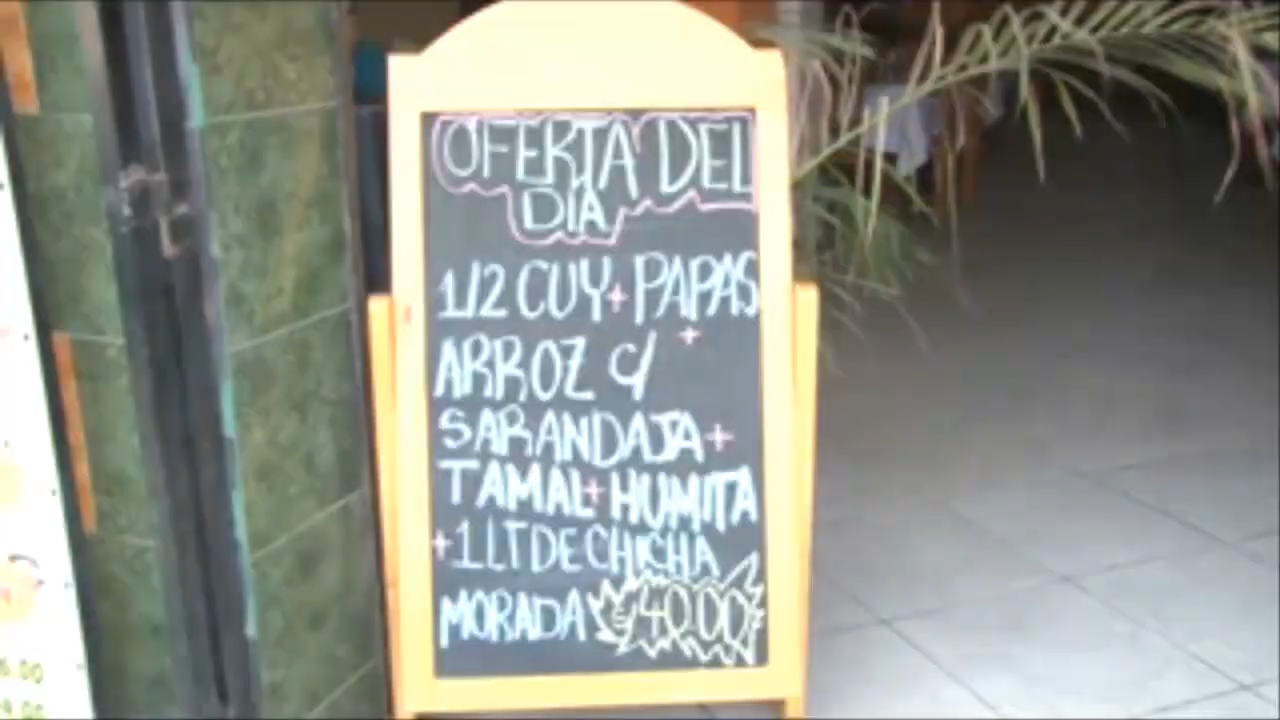 OFERTA DEL
DIA
1/2 CUY + PAPAS
+
ARROZ C/
SARANDAJA +
TAMAL + HUMITA
+ 1 LT DE CHICHA
MORADA 40.00